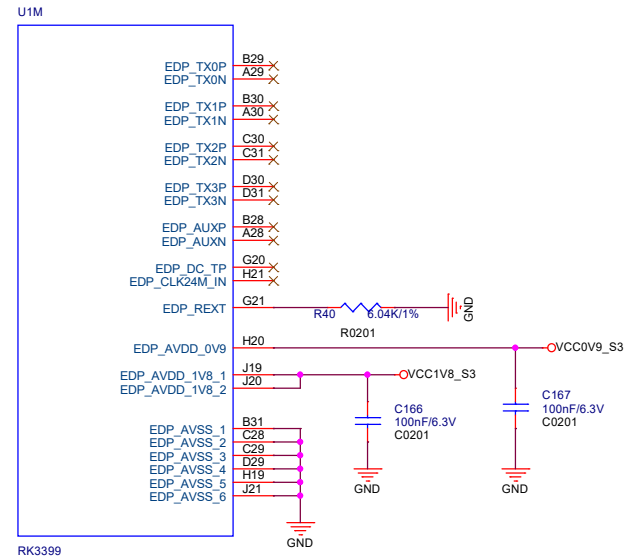 U1M
EDP_TX0P B29
EDP_TX0N A29
EDP_TX1P B30
EDP_TX1N A30
EDP_TX2P C30
EDP_TX2N C31
EDP_TX3P D30
EDP_TX3N D31
EDP_AUXP B28
EDP_AUXN A28
EDP_DC_TP G20
EDP_CLK24M_IN H21
EDP_REXT G21
R40 6.04K/1%
R0201
GND
EDP_AVDD_0V9 H20
VCC0V9_S3
EDP_AVDD_1V8_1 J19
EDP_AVDD_1V8_2 J20
VCC1V8_S3
C166
100nF/6.3V
C0201
GND
C167
100nF/6.3V
C0201
GND
EDP_AVSS_1 B31
EDP_AVSS_2 C28
EDP_AVSS_3 C29
EDP_AVSS_4 D29
EDP_AVSS_5 H19
EDP_AVSS_6 J21
GND
RK3399